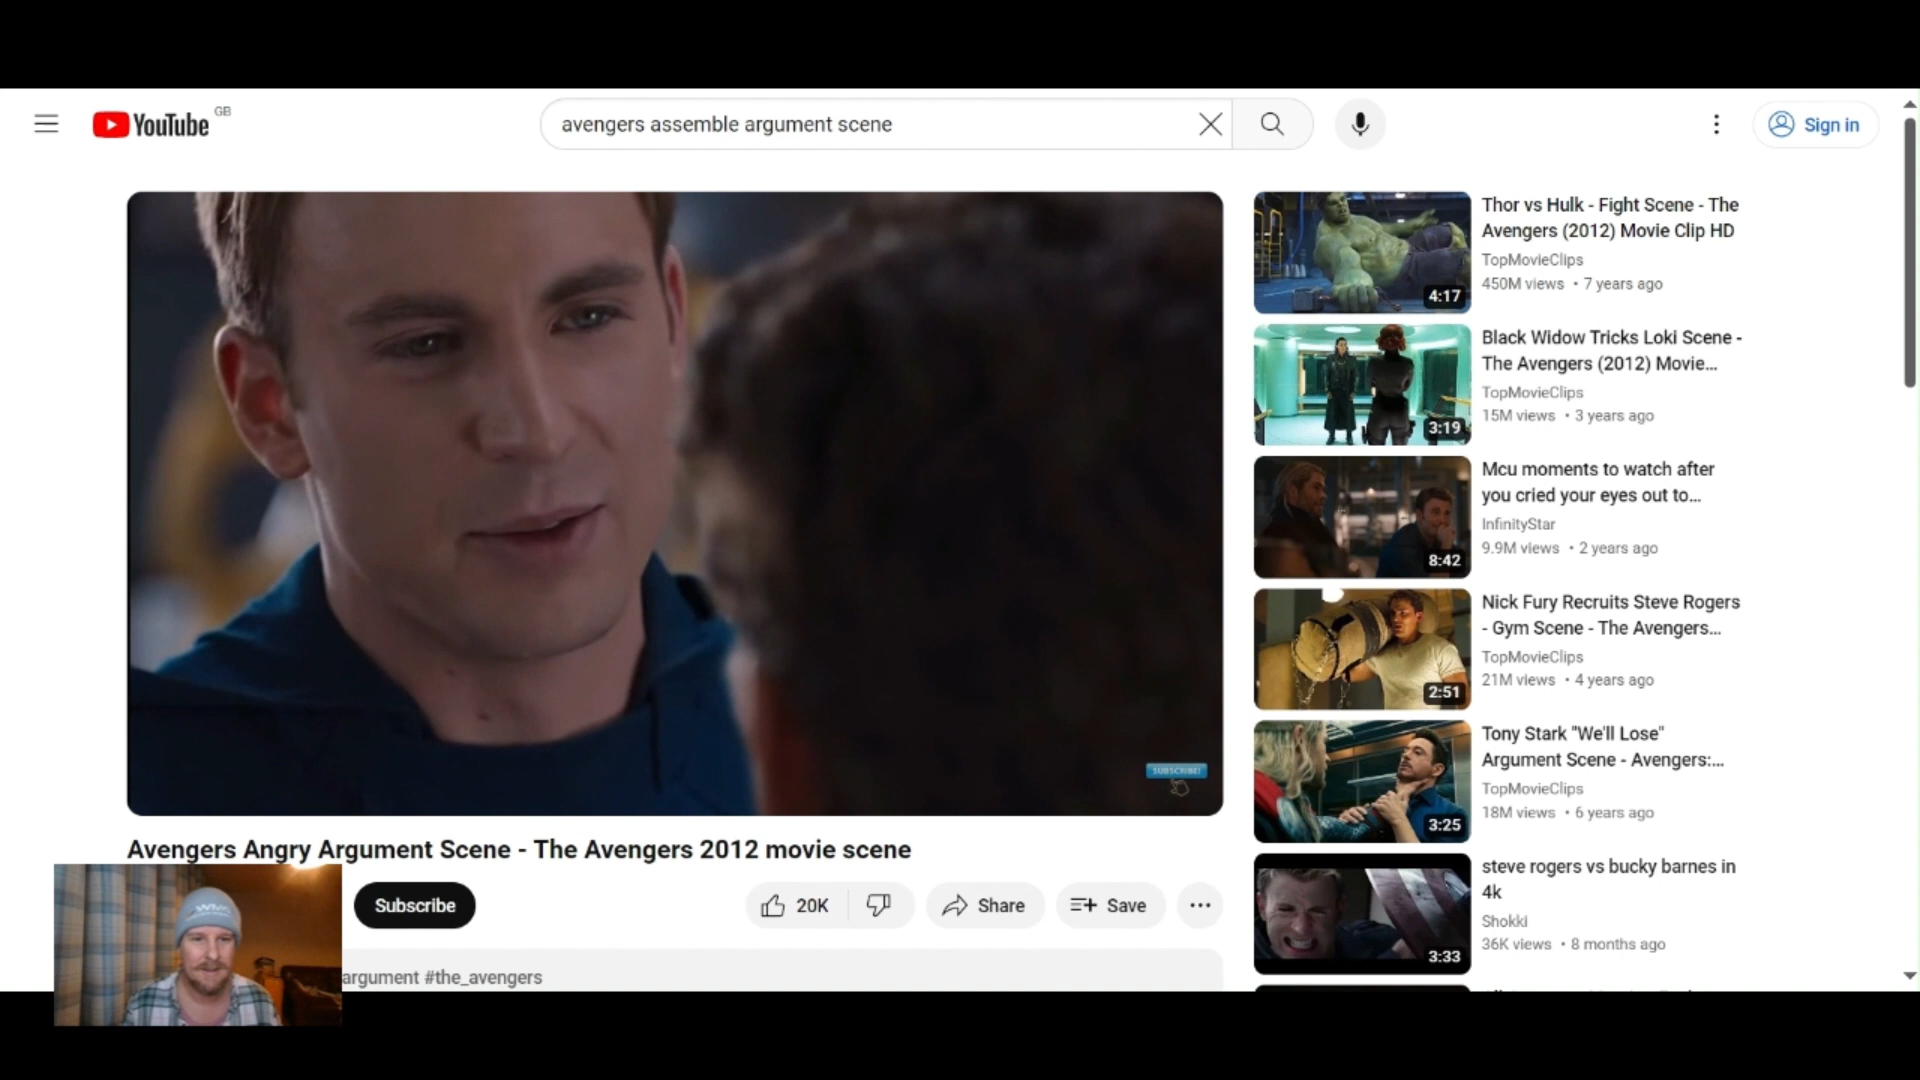 YouTube GB
avengers assemble argument scene
Sign in
SUBSCRIBE!
Avengers Angry Argument Scene - The Avengers 2012 movie scene
Subscribe
20K
Share
Save
argument #the_avengers
4:17
Thor vs Hulk - Fight Scene - The
Avengers (2012) Movie Clip HD
TopMovieClips
450M views • 7 years ago
3:19
Black Widow Tricks Loki Scene -
The Avengers (2012) Movie...
TopMovieClips
15M views • 3 years ago
8:42
Mcu moments to watch after
you cried your eyes out to...
InfinityStar
9.9M views • 2 years ago
2:51
Nick Fury Recruits Steve Rogers
- Gym Scene - The Avengers...
TopMovieClips
21M views • 4 years ago
3:25
Tony Stark "We'll Lose"
Argument Scene - Avengers:...
TopMovieClips
18M views • 6 years ago
3:33
steve rogers vs bucky barnes in
4k
Shokki
36K views • 8 months ago